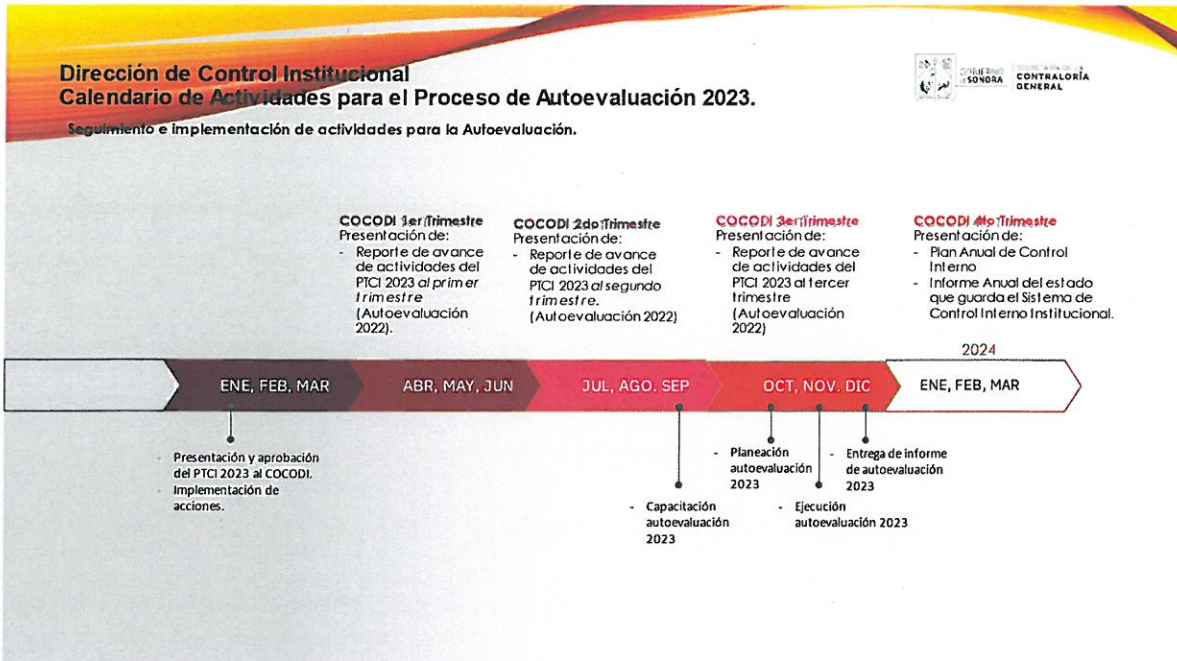 Dirección de Control Institucional
Calendario de Actividades para el Proceso de Autoevaluación 2023.
Seguimiento e implementación de actividades para la Autoevaluación.
GOBIERNO
DE SONORA
SECRETARÍA DE LA
CONTRALORÍA
GENERAL
COCODI 1er Trimestre
Presentación de:
- Reporte de avance
de actividades del
PTCI 2023 al primer
trimestre
(Autoevaluación
2022).
COCODI 2do Trimestre
Presentación de:
- Reporte de avance
de actividades del
PTCI 2023 al segundo
trimestre.
(Autoevaluación 2022)
COCODI 3er Trimestre
Presentación de:
- Reporte de avance
de actividades del
PTCI 2023 al tercer
trimestre
(Autoevaluación
2022)
COCODI 4to Trimestre
Presentación de:
- Plan Anual de Control
Interno
- Informe Anual del estado
que guarda el Sistema de
Control Interno Institucional.
2024
ENE, FEB, MAR
ABR, MAY, JUN
JUL, AGO. SEP
OCT, NOV. DIC
ENE, FEB, MAR
- Presentación y aprobación
del PTCI 2023 al COCODI.
- Implementación de
acciones.
- Capacitación
autoevaluación
2023
- Planeación
autoevaluación
2023
- Ejecución
autoevaluación 2023
- Entrega de informe
de autoevaluación
2023